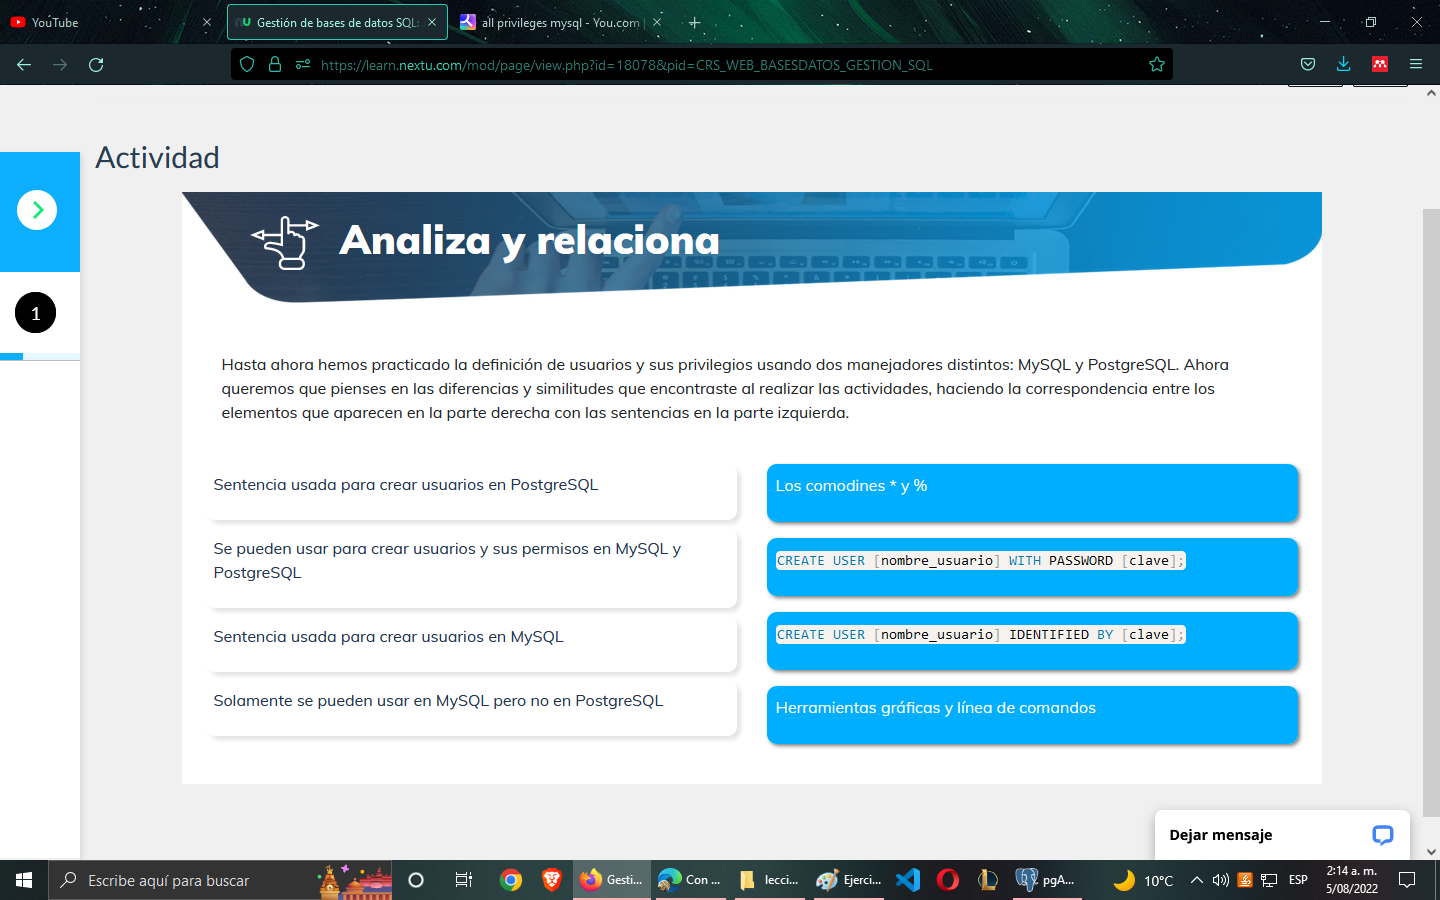 YouTube
Gestión de bases de datos SQL:
all privileges mysql - You.com |
https://learn.nextu.com/mod/page/view.php?id=18078&pid=CRS_WEB_BASESDATOS_GESTION_SQL
Actividad
1
Analiza y relaciona
Hasta ahora hemos practicado la definición de usuarios y sus privilegios usando dos manejadores distintos: MySQL y PostgreSQL. Ahora
queremos que pienses en las diferencias y similitudes que encontraste al realizar las actividades, haciendo la correspondencia entre los
elementos que aparecen en la parte derecha con las sentencias en la parte izquierda.
Sentencia usada para crear usuarios en PostgreSQL
Se pueden usar para crear usuarios y sus permisos en MySQL y
PostgreSQL
Sentencia usada para crear usuarios en MySQL
Solamente se pueden usar en MySQL pero no en PostgreSQL
Los comodines * y %
CREATE USER [nombre_usuario] WITH PASSWORD [clave];
CREATE USER [nombre_usuario] IDENTIFIED BY [clave];
Herramientas gráficas y línea de comandos
Dejar mensaje
Escribe aquí para buscar
Gesti...
Con ...
lecci...
Ejerci...
pgA...
10°C
ESP
2:14 a. m.
5/08/2022